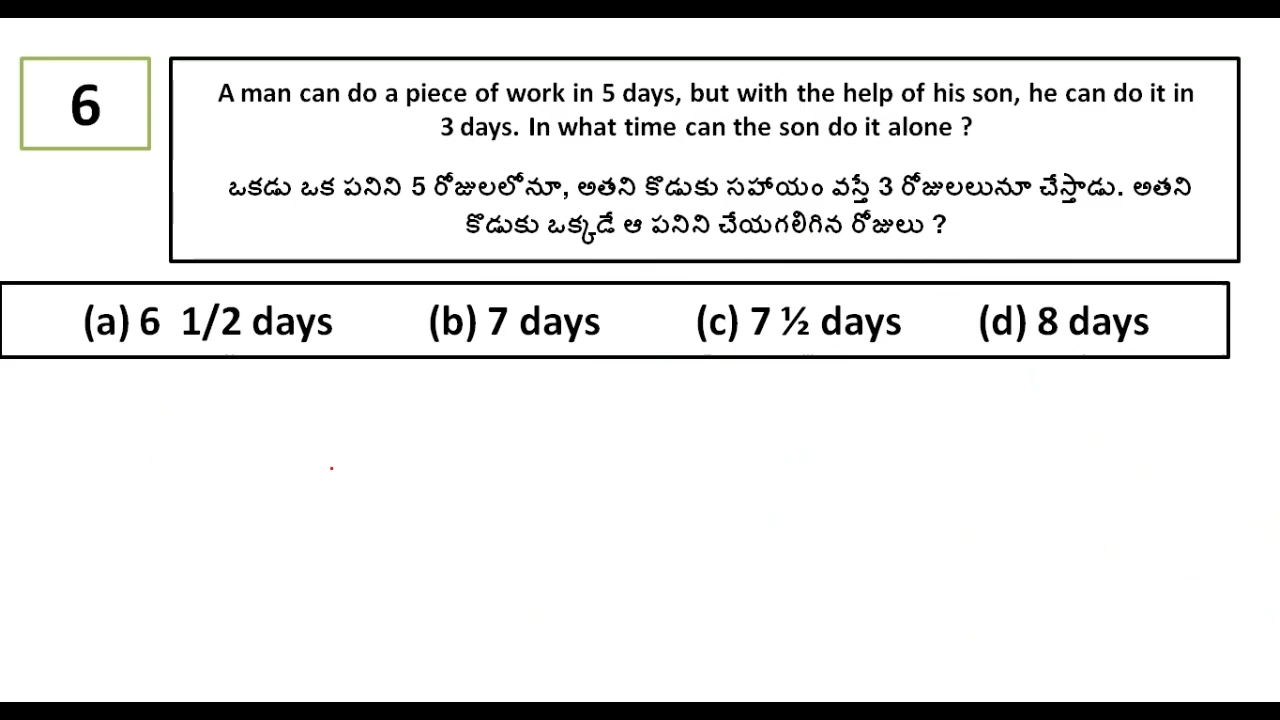 6
A man can do a piece of work in 5 days, but with the help of his son, he can do it in
3 days. In what time can the son do it alone ?
ఒకడు ఒక పనిని 5 రోజులలోనూ, అతని కొడుకు సహాయం వస్తే 3 రోజులలునూ చేస్తాడు. అతని
కొడుకు ఒక్కడే ఆ పనిని చేయగలిగిన రోజులు ?
(a) 6 1/2 days (b) 7 days (c) 7 ½ days (d) 8 days